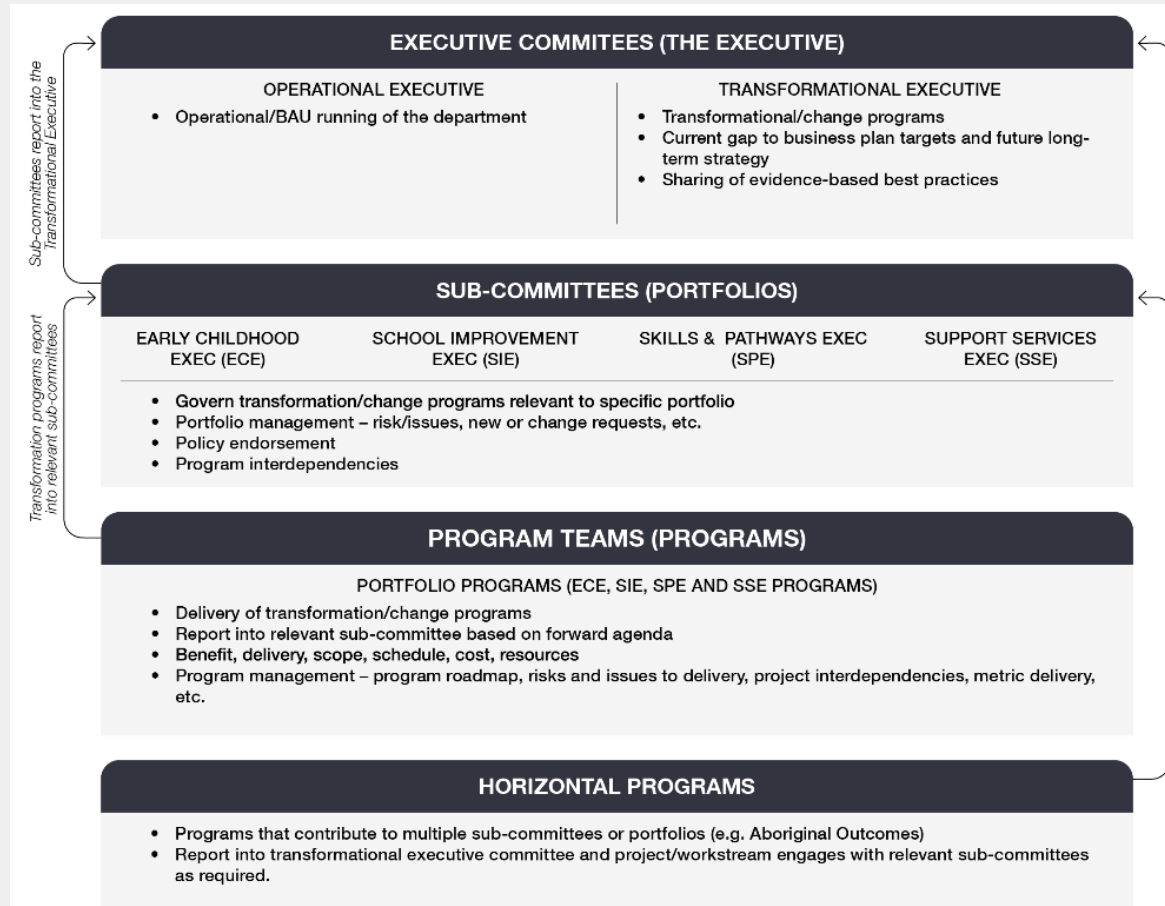 EXECUTIVE COMMITEES (THE EXECUTIVE)
Sub-committees report into the
Transformational Executive
OPERATIONAL EXECUTIVE
• Operational/BAU running of the department
TRANSFORMATIONAL EXECUTIVE
• Transformational/change programs
• Current gap to business plan targets and future long-
term strategy
• Sharing of evidence-based best practices
SUB-COMMITTEES (PORTFOLIOS)
Transformation programs report
into relevant sub-committees
EARLY CHILDHOOD
EXEC (ECE)
SCHOOL IMPROVEMENT
EXEC (SIE)
SKILLS & PATHWAYS EXEC
(SPE)
SUPPORT SERVICES
EXEC (SSE)
• Govern transformation/change programs relevant to specific portfolio
• Portfolio management – risk/issues, new or change requests, etc.
• Policy endorsement
• Program interdependencies
PROGRAM TEAMS (PROGRAMS)
PORTFOLIO PROGRAMS (ECE, SIE, SPE AND SSE PROGRAMS)
• Delivery of transformation/change programs
• Report into relevant sub-committee based on forward agenda
• Benefit, delivery, scope, schedule, cost, resources
• Program management – program roadmap, risks and issues to delivery, project interdependencies, metric delivery,
etc.
HORIZONTAL PROGRAMS
• Programs that contribute to multiple sub-committees or portfolios (e.g. Aboriginal Outcomes)
• Report into transformational executive committee and project/workstream engages with relevant sub-committees
as required.